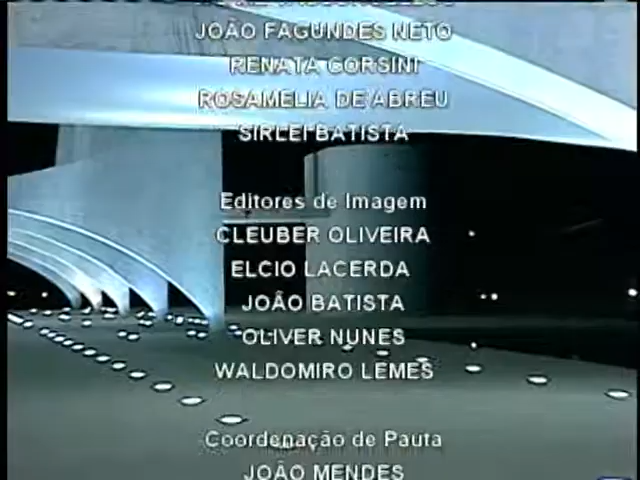 JOÃO FAGUNDES NETO
RENATA CORSINI
ROSAMELIA DE ABREU
SIRLEI BATISTA
Editores de Imagem
CLEUBER OLIVEIRA
ELCIO LACERDA
JOÃO BATISTA
OLIVER NUNES
WALDOMIRO LEMES
Coordenação de Pauta
JOÃO MENDES